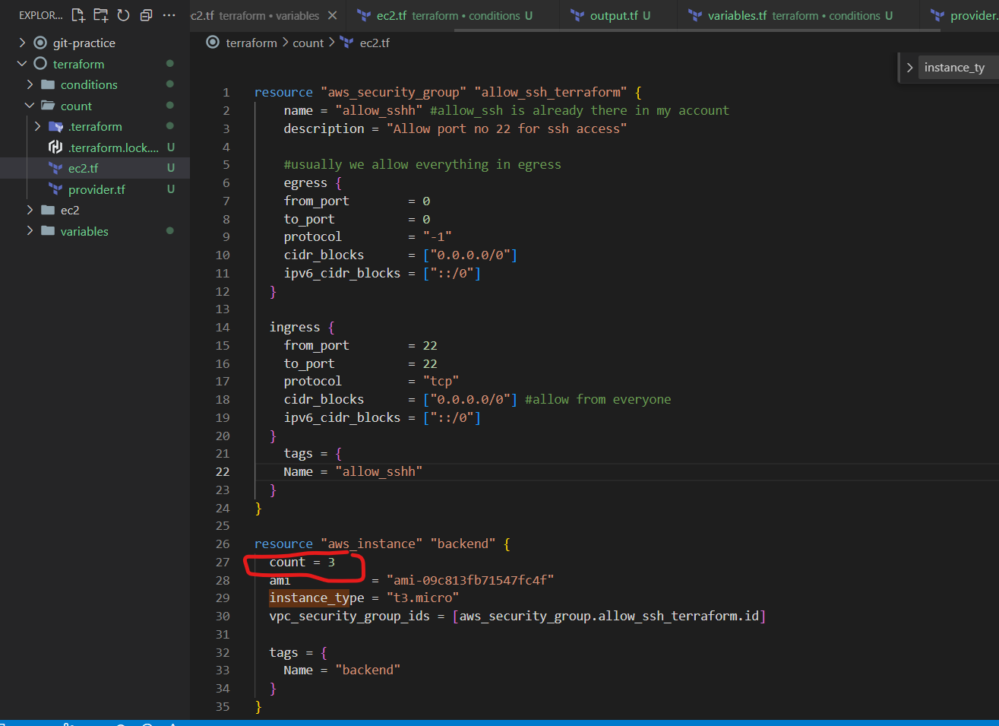 EXPLOR...
git-practice
terraform
conditions
count
.terraform
.terraform.lock....
U
ec2.tf
U
provider.tf
U
ec2
variables
c2.tf terraform • variables
ec2.tf terraform • conditions U
output.tf U
variables.tf terraform • conditions U
provider.
terraform > count > ec2.tf
instance_ty
1 resource "aws_security_group" "allow_ssh_terraform" {
2 name = "allow_sshh" #allow_ssh is already there in my account
3 description = "Allow port no 22 for ssh access"
4
5 #usually we allow everything in egress
6 egress {
7 from_port = 0
8 to_port = 0
9 protocol = "-1"
10 cidr_blocks = ["0.0.0.0/0"]
11 ipv6_cidr_blocks = ["::/0"]
12 }
13
14 ingress {
15 from_port = 22
16 to_port = 22
17 protocol = "tcp"
18 cidr_blocks = ["0.0.0.0/0"] #allow from everyone
19 ipv6_cidr_blocks = ["::/0"]
20 }
21 tags = {
22 Name = "allow_sshh"
23 }
24 }
25
26 resource "aws_instance" "backend" {
27 count = 3
28 ami = "ami-09c813fb71547fc4f"
29 instance_type = "t3.micro"
30 vpc_security_group_ids = [aws_security_group.allow_ssh_terraform.id]
31
32 tags = {
33 Name = "backend"
34 }
35 }